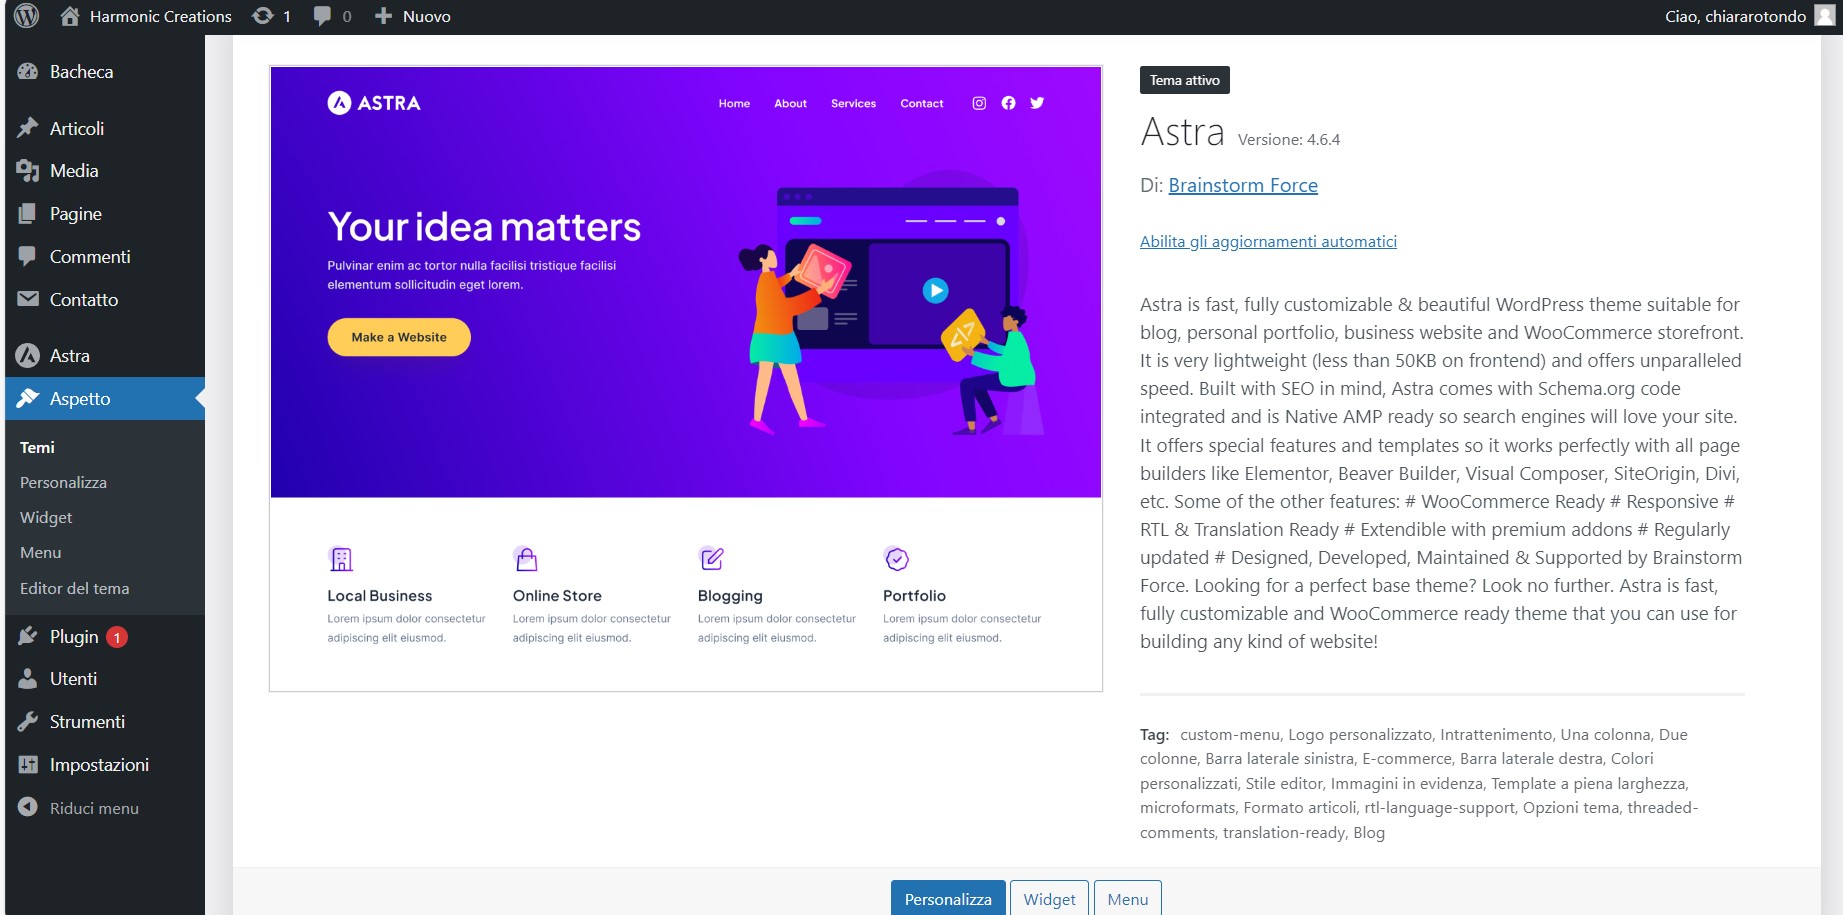 Harmonic Creations 1 0 Nuovo Ciao, chiararotondo
Bacheca
Articoli
Media
Pagine
Commenti
Contatto
Astra
Aspetto
Temi
Personalizza
Widget
Menu
Editor del tema
Plugin 1
Utenti
Strumenti
Impostazioni
Riduci menu
ASTRA
Home About Services Contact
Your idea matters
Pulvinar enim ac tortor nulla facilisi tristique facilisi
elementum sollicitudin eget lorem.
Make a Website
Local Business
Lorem ipsum dolor consectetur
adipiscing elit eiusmod.
Online Store
Lorem ipsum dolor consectetur
adipiscing elit eiusmod.
Blogging
Lorem ipsum dolor consectetur
adipiscing elit eiusmod.
Portfolio
Lorem ipsum dolor consectetur
adipiscing elit eiusmod.
Tema attivo
Astra Versione: 4.6.4
Di: Brainstorm Force
Abilita gli aggiornamenti automatici
Astra is fast, fully customizable & beautiful WordPress theme suitable for
blog, personal portfolio, business website and WooCommerce storefront.
It is very lightweight (less than 50KB on frontend) and offers unparalleled
speed. Built with SEO in mind, Astra comes with Schema.org code
integrated and is Native AMP ready so search engines will love your site.
It offers special features and templates so it works perfectly with all page
builders like Elementor, Beaver Builder, Visual Composer, SiteOrigin, Divi,
etc. Some of the other features: # WooCommerce Ready # Responsive #
RTL & Translation Ready # Extendible with premium addons # Regularly
updated # Designed, Developed, Maintained & Supported by Brainstorm
Force. Looking for a perfect base theme? Look no further. Astra is fast,
fully customizable and WooCommerce ready theme that you can use for
building any kind of website!
Tag: custom-menu, Logo personalizzato, Intrattenimento, Una colonna, Due
colonne, Barra laterale sinistra, E-commerce, Barra laterale destra, Colori
personalizzati, Stile editor, Immagini in evidenza, Template a piena larghezza,
microformats, Formato articoli, rtl-language-support, Opzioni tema, threaded-
comments, translation-ready, Blog
Personalizza Widget Menu